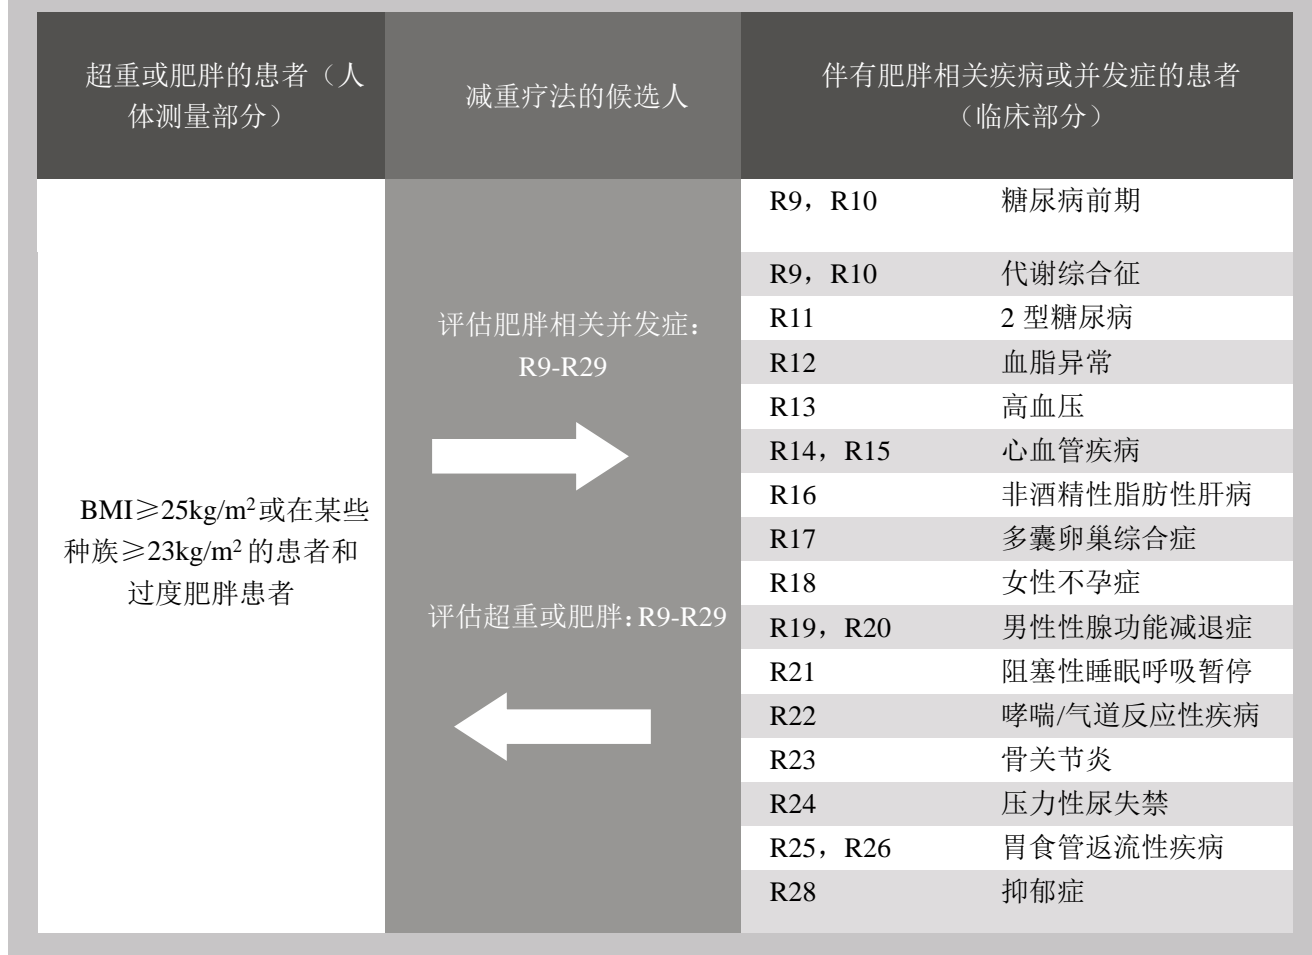 超重或肥胖的患者（人
体测量部分）
减重疗法的候选人
伴有肥胖相关疾病或并发症的患者
（临床部分）
BMI≥25kg/m²或在某些
种族≥23kg/m²的患者和
过度肥胖患者
评估肥胖相关并发症：
R9-R29
评估超重或肥胖：R9-R29
R9，R10 糖尿病前期
R9，R10 代谢综合征
R11 2 型糖尿病
R12 血脂异常
R13 高血压
R14，R15 心血管疾病
R16 非酒精性脂肪性肝病
R17 多囊卵巢综合症
R18 女性不孕症
R19，R20 男性性腺功能减退症
R21 阻塞性睡眠呼吸暂停
R22 哮喘/气道反应性疾病
R23 骨关节炎
R24 压力性尿失禁
R25，R26 胃食管返流性疾病
R28 抑郁症